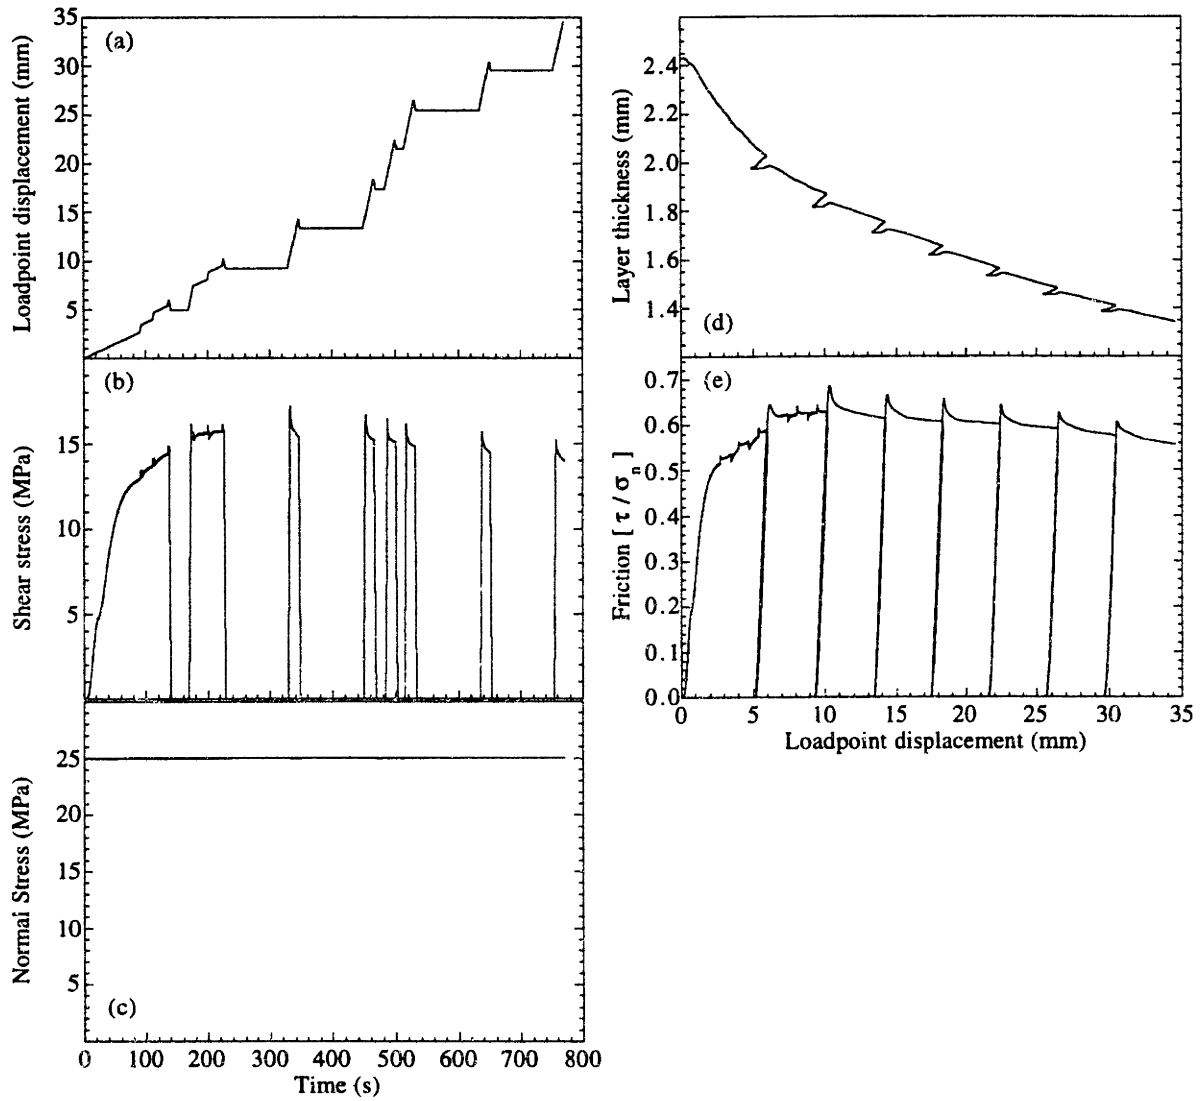 (a)
Loadpoint displacement (mm)
35
30
25
20
15
10
5
(b)
Shear stress (MPa)
15
10
5
(c)
Normai Stress (MPa)
25
20
15
10
5
0 100 200 300 400 500 600 700 800
Time (s)
(d)
Layer thickness (mm)
2.4
2.2
2.0
1.8
1.6
1.4
(e)
Friction [ τ / σn]
0.7
0.6
0.5
0.4
0.3
0.2
0.1
0.0
0 5 10 15 20 25 30 35
Loadpoint displacement (mm)